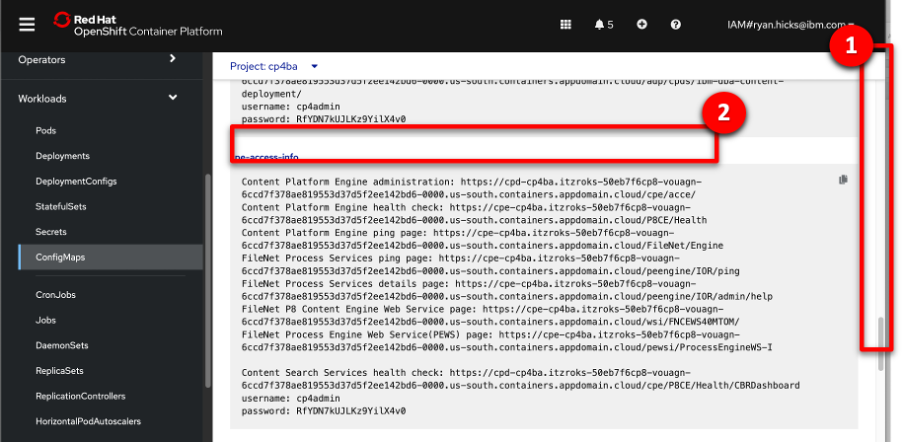 Red Hat
OpenShift Container Platform
5
IAM#ryan.hicks@ibm.com
1
Operators
Project: cp4ba
Workloads
Pods
Deployments
DeploymentConfigs
StatefulSets
Secrets
ConfigMaps
CronJobs
Jobs
DaemonSets
ReplicaSets
ReplicationControllers
HorizontalPodAutoscalers
6ccd7f378ae819553d37d5f2ee142bd6-0000.us-south.containers.appdomain.cloud/adp/cpds/ibm-dba-content-
deployment/
username: cp4admin
password: RfYDN7kUJLKz9YilX4v0
2
pe-access-info
Content Platform Engine administration: https://cpd-cp4ba.itzroks-50eb7f6cp8-vouagn-
6ccd7f378ae819553d37d5f2ee142bd6-0000.us-south.containers.appdomain.cloud/cpe/acce/
Content Platform Engine health check: https://cpe-cp4ba.itzroks-50eb7f6cp8-vouagn-
6ccd7f378ae819553d37d5f2ee142bd6-0000.us-south.containers.appdomain.cloud/P8CE/Health
Content Platform Engine ping page: https://cpe-cp4ba.itzroks-50eb7f6cp8-vouagn-
6ccd7f378ae819553d37d5f2ee142bd6-0000.us-south.containers.appdomain.cloud/FileNet/Engine
FileNet Process Services ping page: https://cpe-cp4ba.itzroks-50eb7f6cp8-vouagn-
6ccd7f378ae819553d37d5f2ee142bd6-0000.us-south.containers.appdomain.cloud/peengine/IOR/ping
FileNet Process Services details page: https://cpe-cp4ba.itzroks-50eb7f6cp8-vouagn-
6ccd7f378ae819553d37d5f2ee142bd6-0000.us-south.containers.appdomain.cloud/peengine/IOR/admin/help
FileNet P8 Content Engine Web Service page: https://cpe-cp4ba.itzroks-50eb7f6cp8-vouagn-
6ccd7f378ae819553d37d5f2ee142bd6-0000.us-south.containers.appdomain.cloud/wsi/FNCEWS40MTOM/
FileNet Process Engine Web Service(PEWS) page: https://cpe-cp4ba.itzroks-50eb7f6cp8-vouagn-
6ccd7f378ae819553d37d5f2ee142bd6-0000.us-south.containers.appdomain.cloud/pewsi/ProcessEngineWS-I
Content Search Services health check: https://cpd-cp4ba.itzroks-50eb7f6cp8-vouagn-
6ccd7f378ae819553d37d5f2ee142bd6-0000.us-south.containers.appdomain.cloud/cpe/P8CE/Health/CBRDashboard
username: cp4admin
password: RfYDN7kUJLKz9YilX4v0